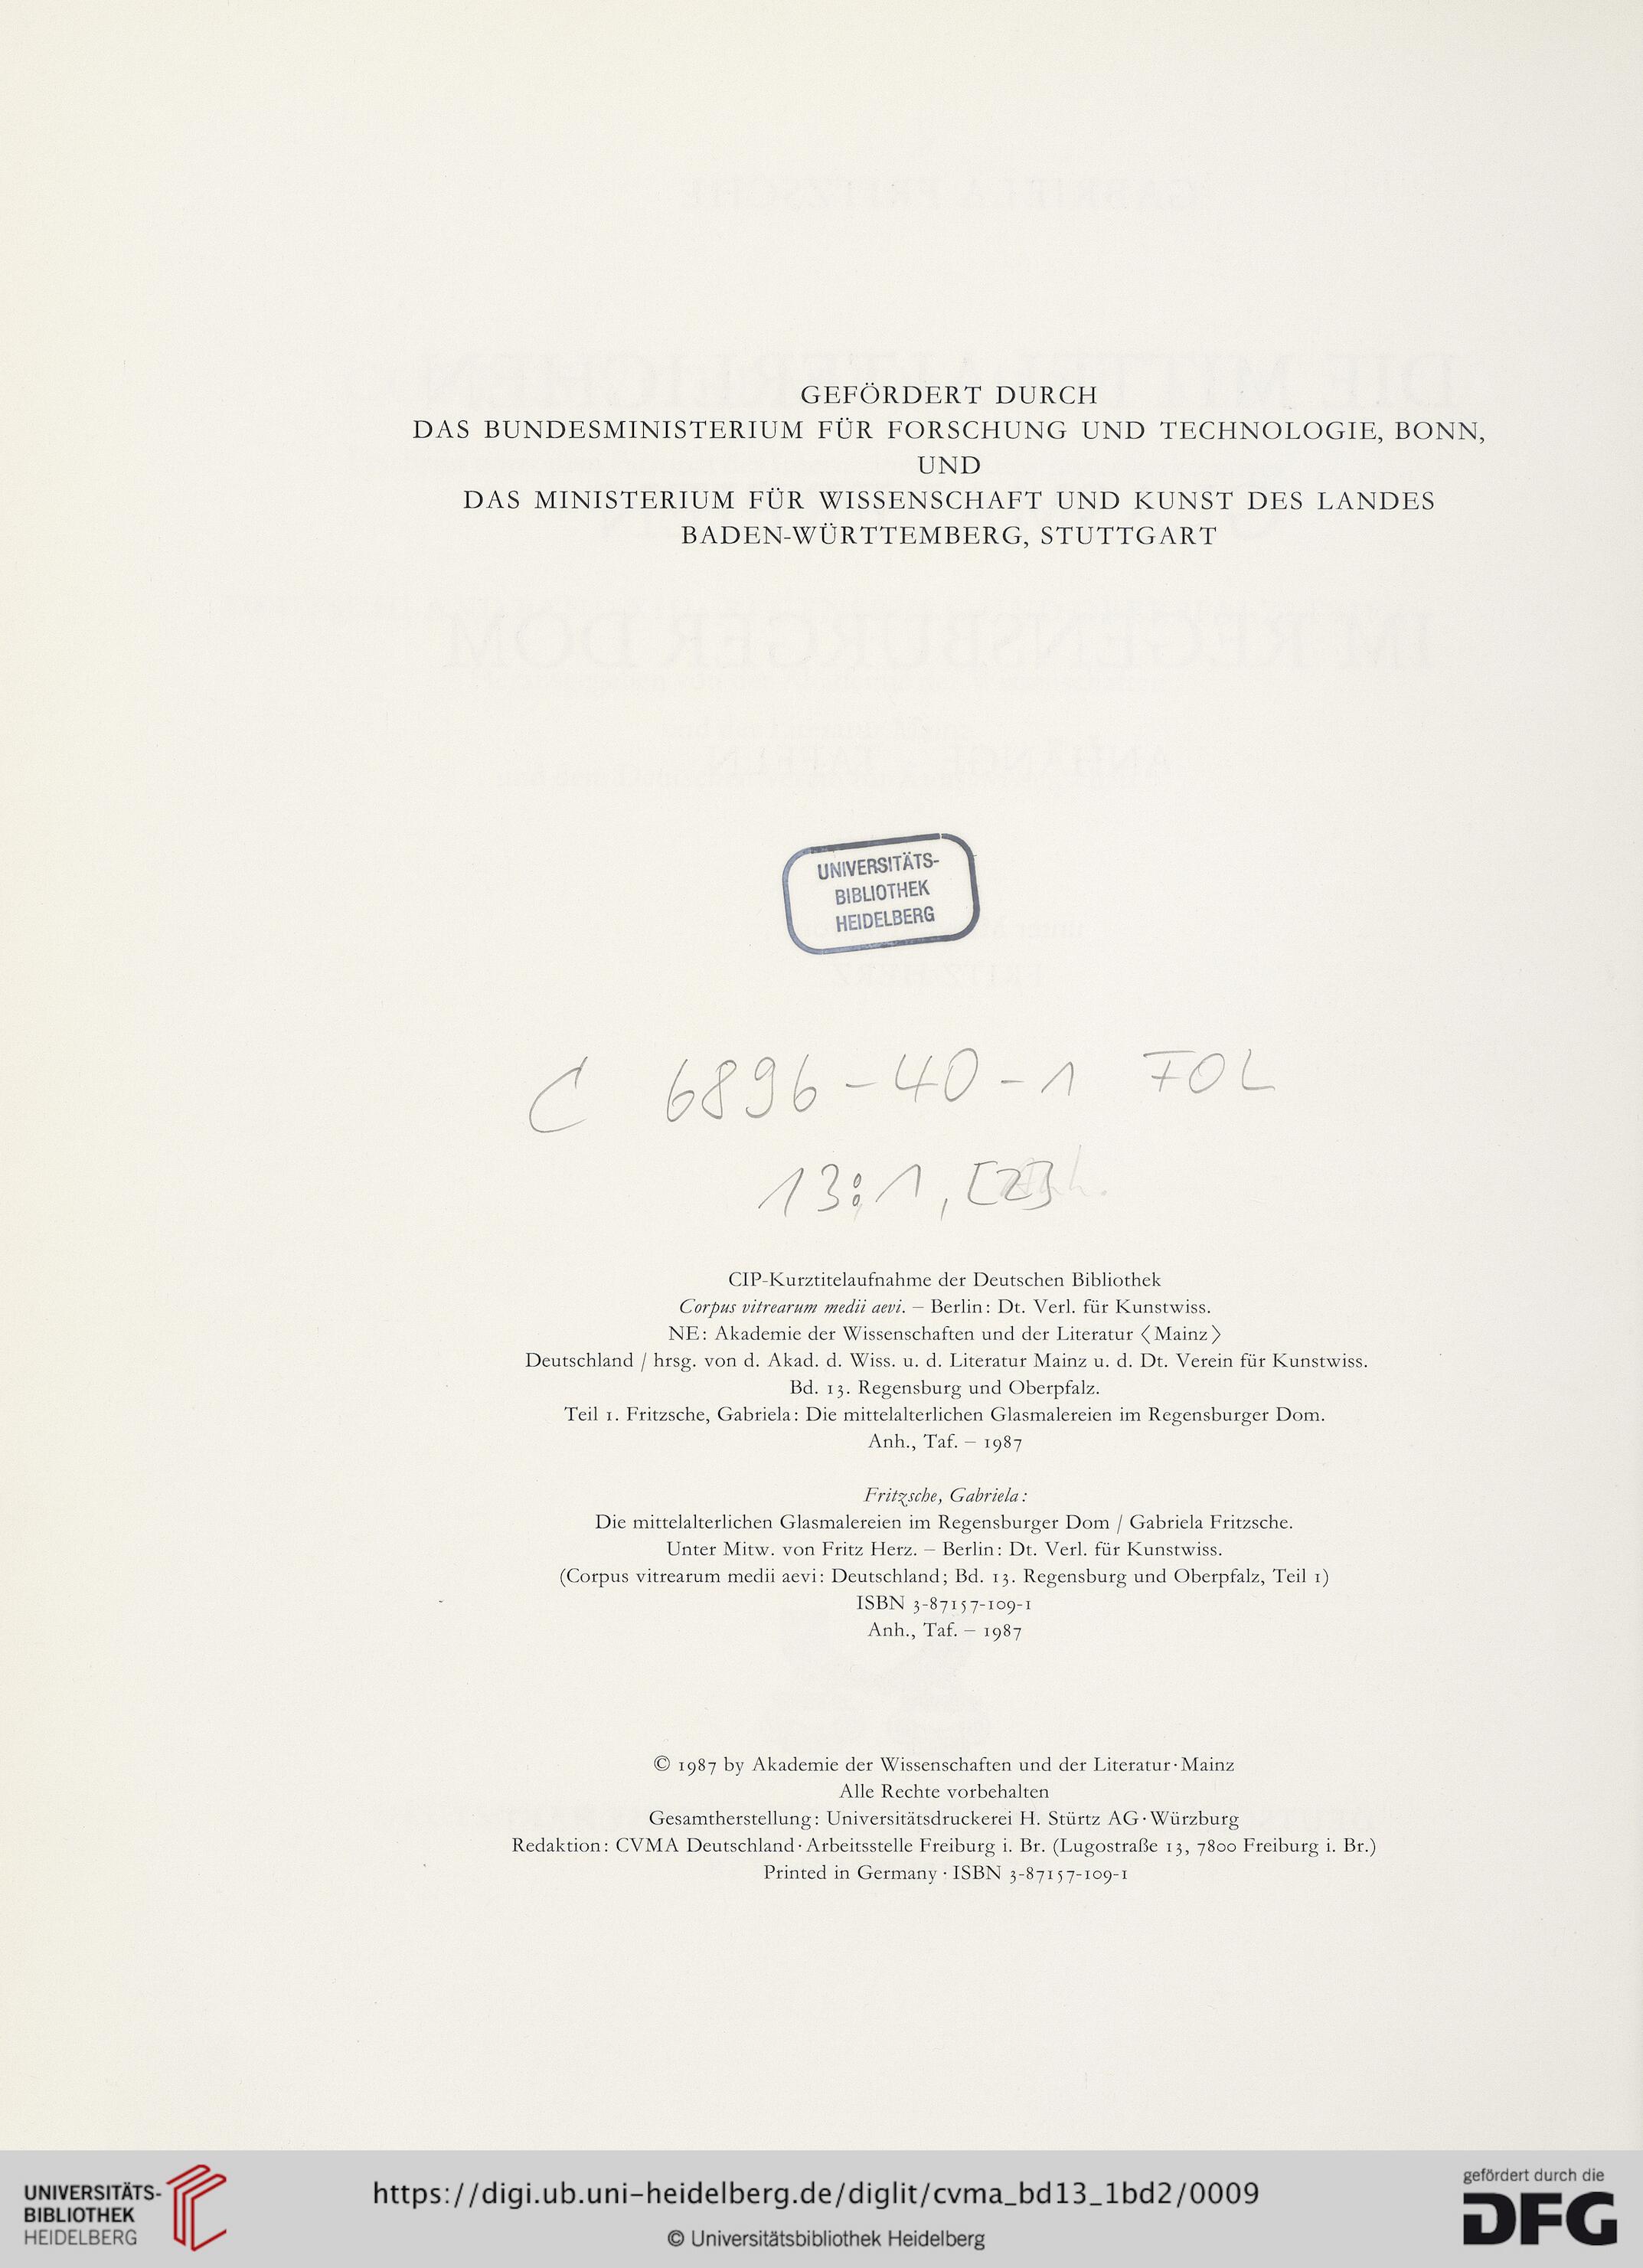 GEFÖRDERT DURCH
DAS BUNDESMINISTERIUM FÜR FORSCHUNG UND TECHNOLOGIE, BONN,
UND
DAS MINISTERIUM FÜR WISSENSCHAFT UND KUNST DES LANDES
BADEN-WÜRTTEMBERG, STUTTGART
UNIVERSITÄTS-
BIBLIOTHEK
HEIDELBERG
C 6896-40-1 FOL
13:1, [2]
CIP-Kurztitelaufnahme der Deutschen Bibliothek
Corpus vitrearum medii aevi. – Berlin: Dt. Verl. für Kunstwiss.
NE: Akademie der Wissenschaften und der Literatur ⟨Mainz⟩
Deutschland / hrsg. von d. Akad. d. Wiss. u. d. Literatur Mainz u. d. Dt. Verein für Kunstwiss.
Bd. 13. Regensburg und Oberpfalz.
Teil 1. Fritzsche, Gabriela: Die mittelalterlichen Glasmalereien im Regensburger Dom.
Anh., Taf. – 1987
Fritzsche, Gabriela:
Die mittelalterlichen Glasmalereien im Regensburger Dom / Gabriela Fritzsche.
Unter Mitw. von Fritz Herz. – Berlin: Dt. Verl. für Kunstwiss.
(Corpus vitrearum medii aevi: Deutschland; Bd. 13. Regensburg und Oberpfalz, Teil 1)
ISBN 3-87157-109-1
Anh., Taf. – 1987
© 1987 by Akademie der Wissenschaften und der Literatur · Mainz
Alle Rechte vorbehalten
Gesamtherstellung: Universitätsdruckerei H. Stürtz AG · Würzburg
Redaktion: CVMA Deutschland · Arbeitsstelle Freiburg i. Br. (Lugostraße 13, 7800 Freiburg i. Br.)
Printed in Germany · ISBN 3-87157-109-1
UNIVERSITÄTS-
BIBLIOTHEK
HEIDELBERG
https://digi.ub.uni-heidelberg.de/diglit/cvma_bd13_1bd2/0009
© Universitätsbibliothek Heidelberg
gefördert durch die
DFG